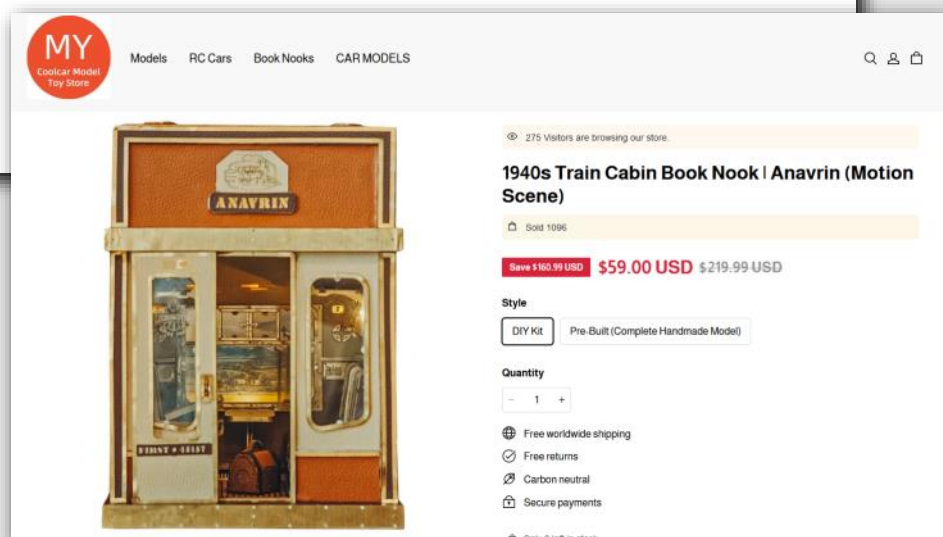 MY
Coolcar Model
Toy Store
Models RC Cars Book Nooks CAR MODELS
275 Visitors are browsing our store.
1940s Train Cabin Book Nook | Anavrin (Motion
Scene)
Sold 1096
Save $160.99 USD $59.00 USD $219.99 USD
Style
DIY Kit Pre-Built (Complete Handmade Model)
Quantity
- 1 +
Free worldwide shipping
Free returns
Carbon neutral
Secure payments
ANAVRIN
FIRST